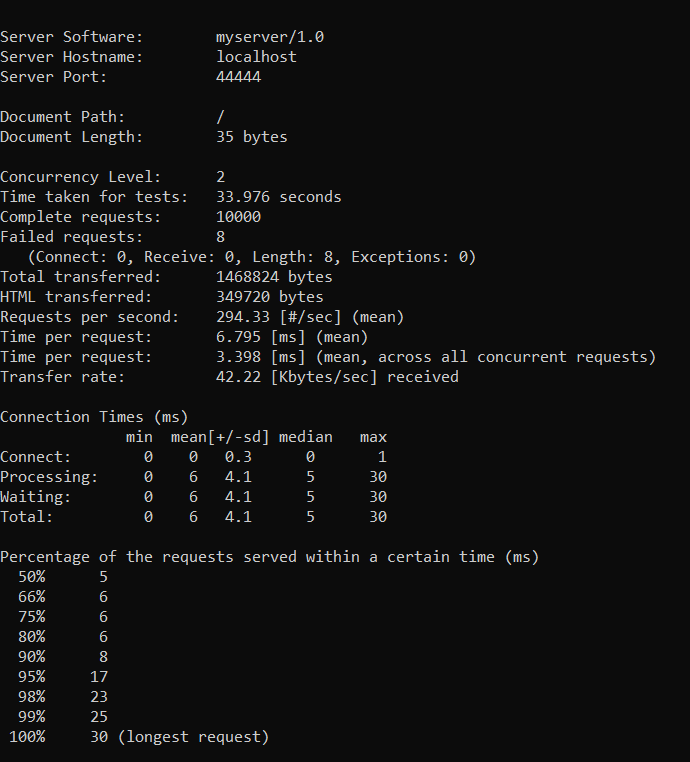 Server Software:        myserver/1.0
Server Hostname:        localhost
Server Port:            44444

Document Path:          /
Document Length:        35 bytes

Concurrency Level:      2
Time taken for tests:   33.976 seconds
Complete requests:      10000
Failed requests:        8
   (Connect: 0, Receive: 0, Length: 8, Exceptions: 0)
Total transferred:      1468824 bytes
HTML transferred:       349720 bytes
Requests per second:    294.33 [#/sec] (mean)
Time per request:       6.795 [ms] (mean)
Time per request:       3.398 [ms] (mean, across all concurrent requests)
Transfer rate:          42.22 [Kbytes/sec] received

Connection Times (ms)
              min  mean[+/-sd] median   max
Connect:        0    0   0.3      0       1
Processing:     0    6   4.1      5      30
Waiting:        0    6   4.1      5      30
Total:          0    6   4.1      5      30

Percentage of the requests served within a certain time (ms)
  50%      5
  66%      6
  75%      6
  80%      6
  90%      8
  95%     17
  98%     23
  99%     25
 100%     30 (longest request)